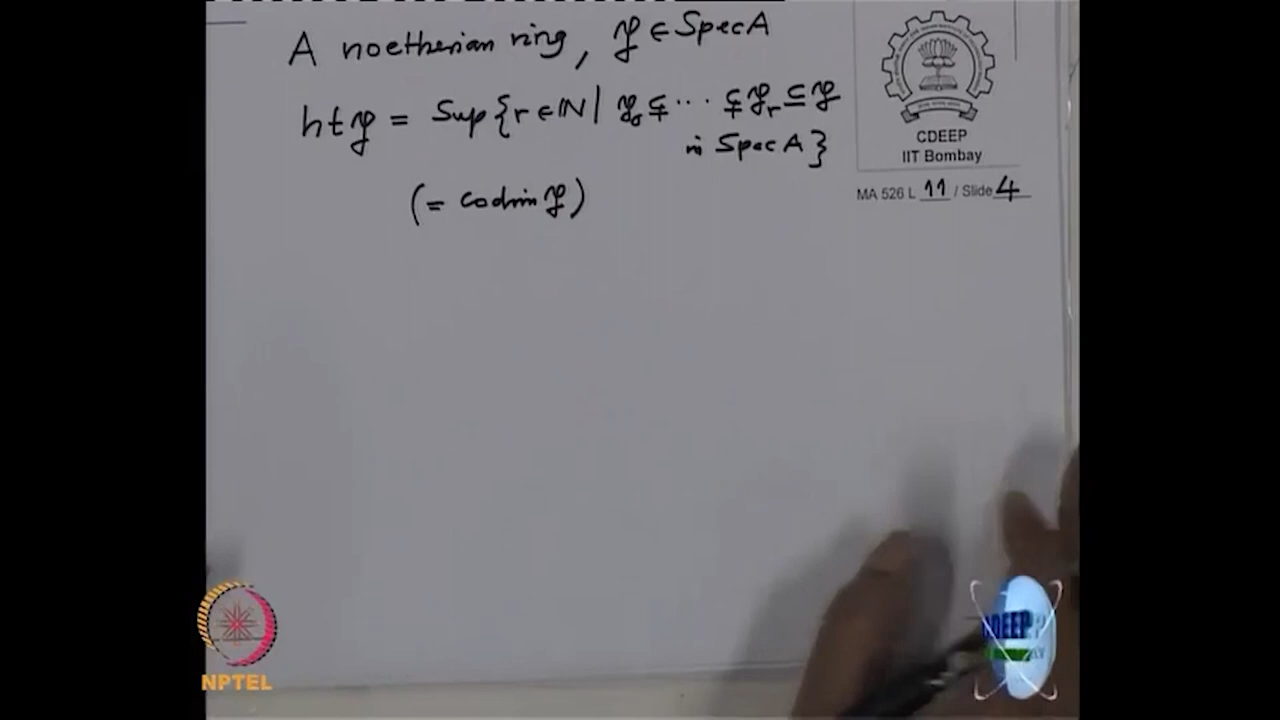 A noetherian ring, 𝔭 ∈ Spec A
ht 𝔭 = Sup{r ∈ ℕ | 𝔭₀ ⊊ ··· ⊊ 𝔭ᵣ ⊆ 𝔭
in Spec A}
(= codim 𝔭)
CDEEP
IIT Bombay
MA 526 L 11 / Slide 4
NPTEL
CDEEP